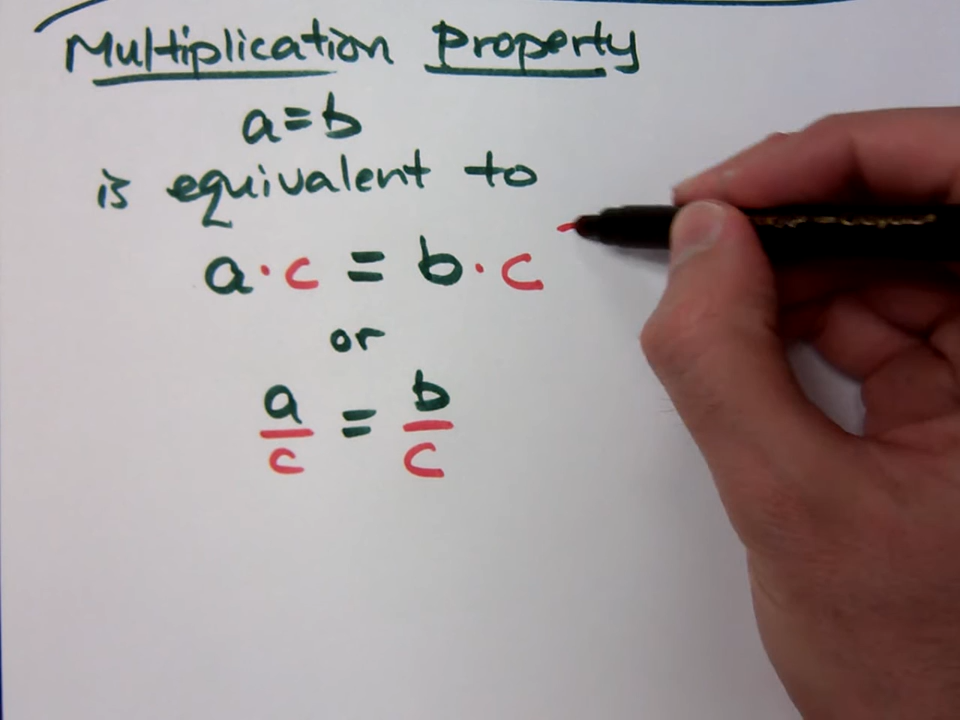 Multiplication Property
a=b
is equivalent to
a·c = b·c
or
a/c = b/c